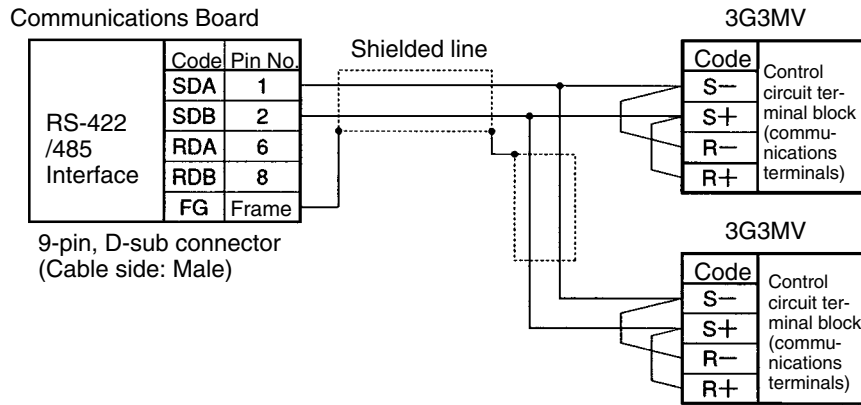 Communications Board
3G3MV
Shielded line
Code Pin No.
SDA 1
SDB 2
RDA 6
RDB 8
FG Frame
RS-422
/485
Interface
9-pin, D-sub connector
(Cable side: Male)
Code
S−
S+
R−
R+
Control
circuit ter-
minal block
(commu-
nications
terminals)
3G3MV
Code
S−
S+
R−
R+
Control
circuit ter-
minal block
(commu-
nications
terminals)